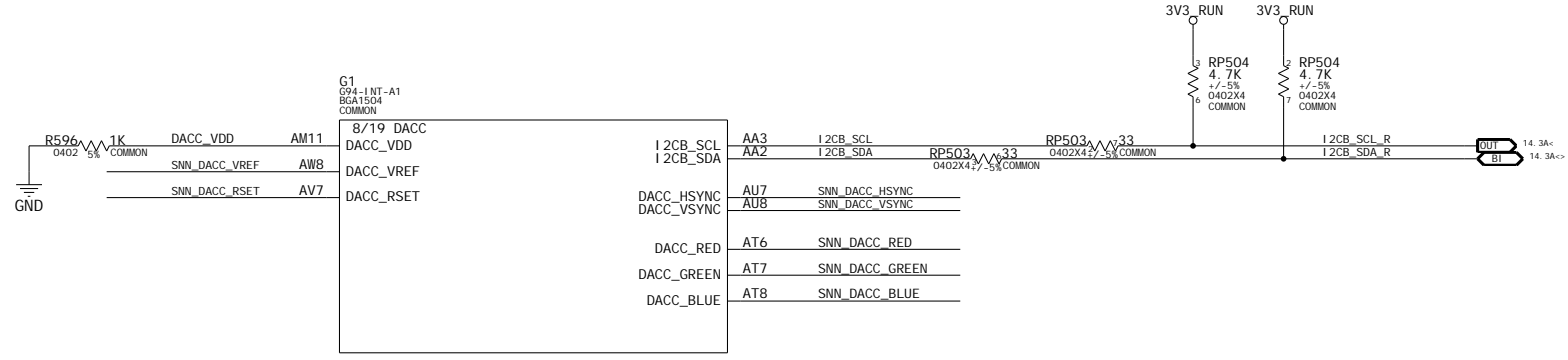 3V3_RUN 3V3_RUN
3 RP504 2 RP504
4.7K 4.7K
+/-5% +/-5%
0402X4 0402X4
6 COMMON 7 COMMON
G1
G94-INT-A1
BGA1504
COMMON
8/19 DACC
R596 1K DACC_VDD AM11 DACC_VDD I2CB_SCL AA3 I2CB_SCL RP503 33 I2CB_SCL_R OUT 14.3A<
0402 5% COMMON 0402X4 +/-5% COMMON
I2CB_SDA AA2 I2CB_SDA RP503 33 I2CB_SDA_R BI 14.3A<>
0402X4 +/-5% COMMON
SNN_DACC_VREF AW8 DACC_VREF
SNN_DACC_RSET AV7 DACC_RSET DACC_HSYNC AU7 SNN_DACC_HSYNC
GND DACC_VSYNC AU8 SNN_DACC_VSYNC
DACC_RED AT6 SNN_DACC_RED
DACC_GREEN AT7 SNN_DACC_GREEN
DACC_BLUE AT8 SNN_DACC_BLUE